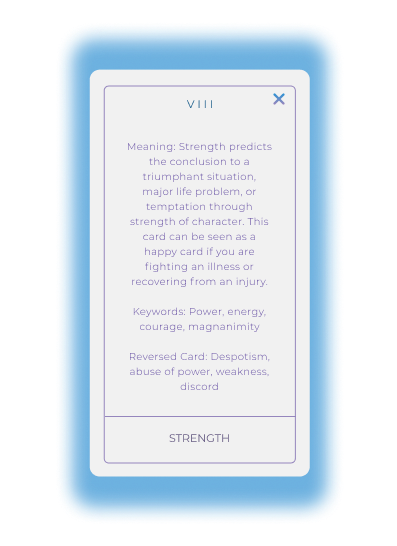 VIII
Meaning: Strength predicts
the conclusion to a
triumphant situation,
major life problem, or
temptation through
strength of character. This
card can be seen as a
happy card if you are
fighting an illness or
recovering from an injury.
Keywords: Power, energy,
courage, magnanimity
Reversed Card: Despotism,
abuse of power, weakness,
discord
STRENGTH